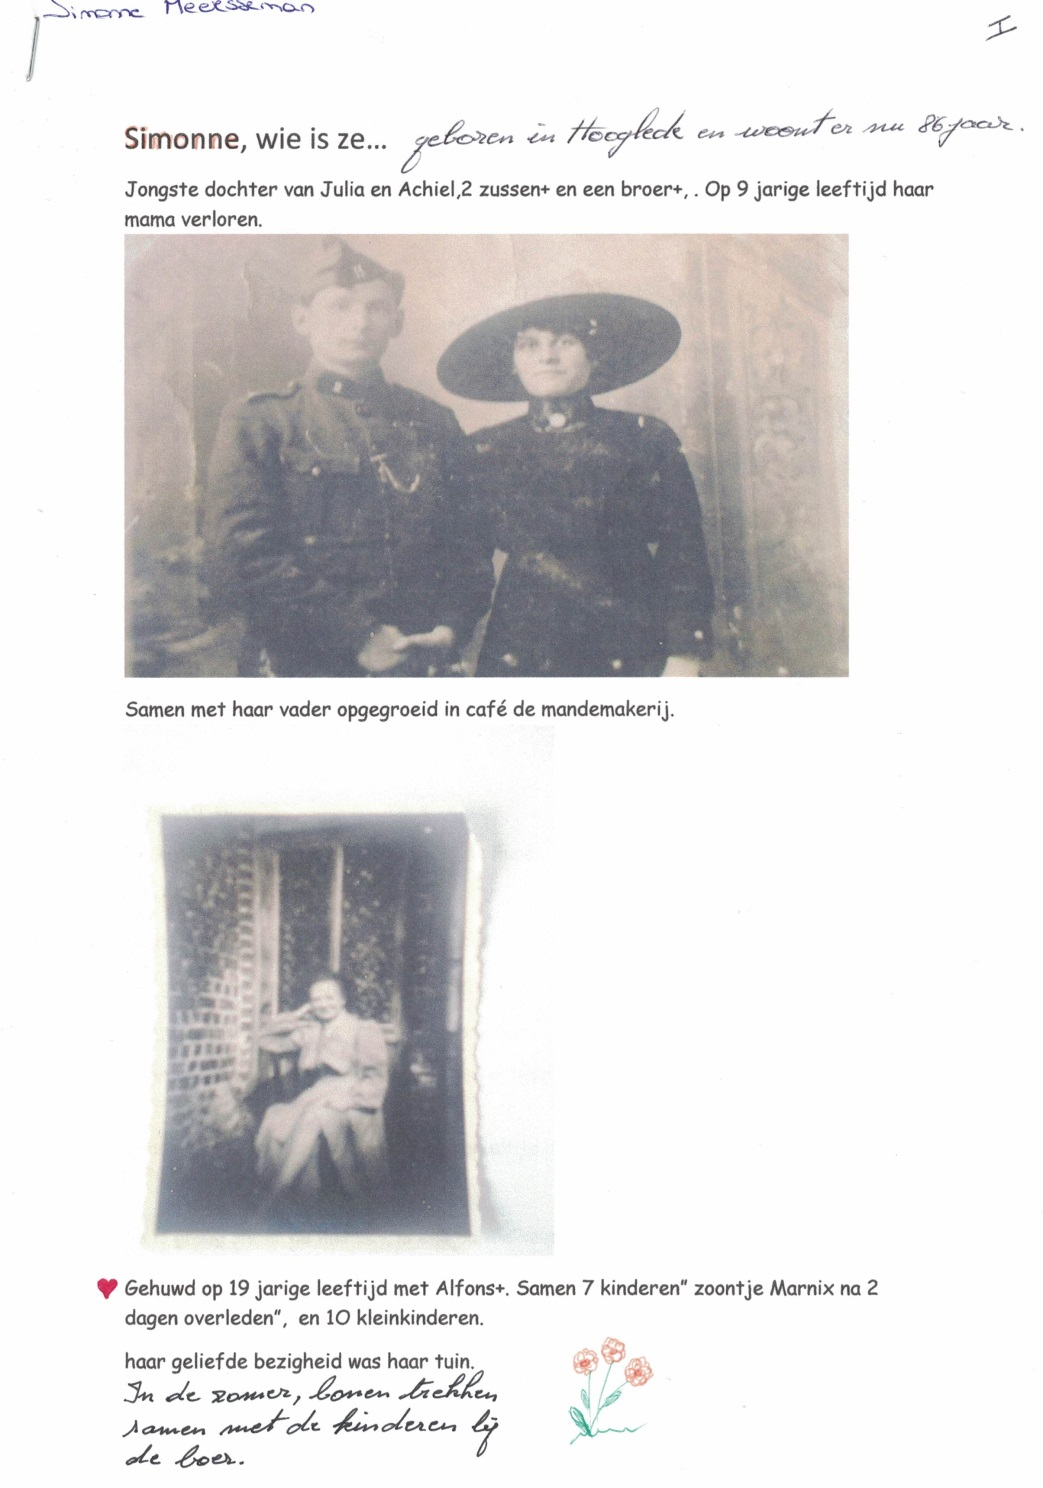 Simonne Meersseman
I
Simonne, wie is ze... geboren in Hooglede en woont er nu 86 jaar.
Jongste dochter van Julia en Achiel,2 zussen+ en een broer+, . Op 9 jarige leeftijd haar
mama verloren.
Samen met haar vader opgegroeid in café de mandemakerij.
♥ Gehuwd op 19 jarige leeftijd met Alfons+. Samen 7 kinderen" zoontje Marnix na 2
dagen overleden", en 10 kleinkinderen.
haar geliefde bezigheid was haar tuin.
In de zomer, bonen trekken
samen met de kinderen bij
de boer.